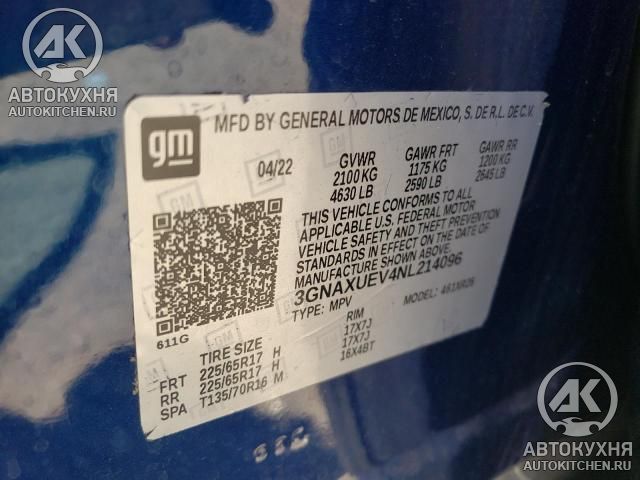 AK
АВТОКУХНЯ
AUTOKITCHEN.RU
gm
MFD BY GENERAL MOTORS DE MEXICO, S. DE R.L. DE C.V.
04/22
GVWR GAWR FRT GAWR RR
2100 KG 1175 KG 1200 KG
4630 LB 2590 LB 2645 LB
THIS VEHICLE CONFORMS TO ALL
APPLICABLE U.S. FEDERAL MOTOR
VEHICLE SAFETY AND THEFT PREVENTION
STANDARDS IN EFFECT ON THE DATE OF
MANUFACTURE SHOWN ABOVE.
3GNAXUEV4NL214096
TYPE: MPV MODEL: 461XR26
611G
TIRE SIZE RIM
FRT 225/65R17 H 17X7J
RR 225/65R17 H 17X7J
SPA T135/70R16 M 16X4BT
AK
АВТОКУХНЯ
AUTOKITCHEN.RU